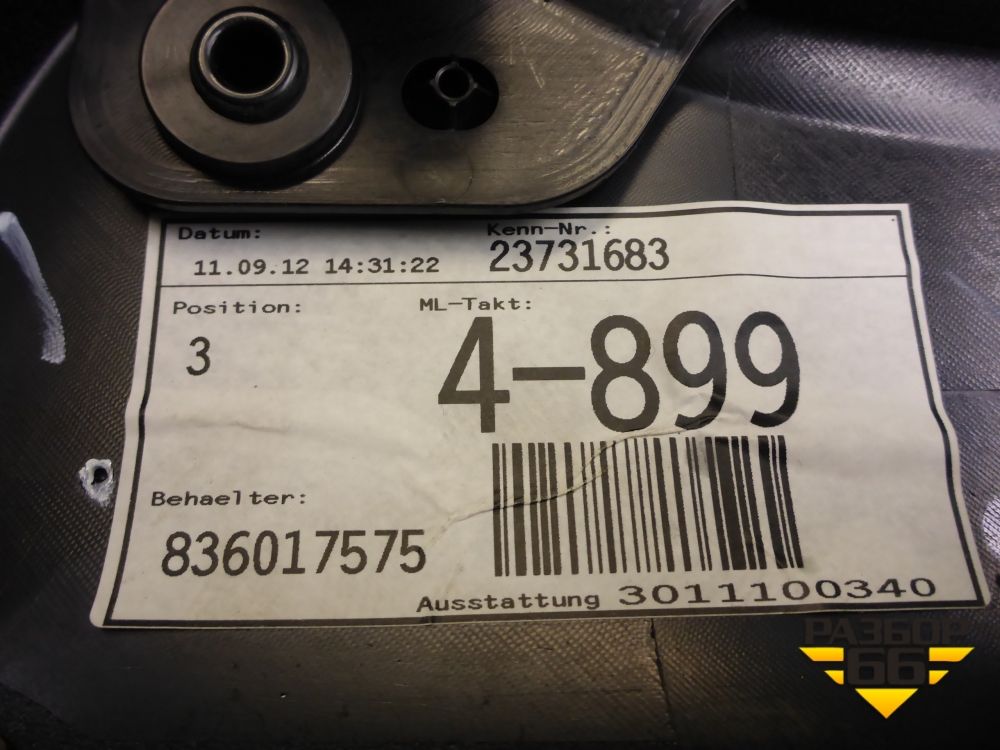 Datum:
Kenn-Nr.:
11.09.12 14:31:22
23731683
Position:
ML-Takt:
3
4-899
Behaelter:
836017575
Ausstattung 3011100340
РАЗБОР
66